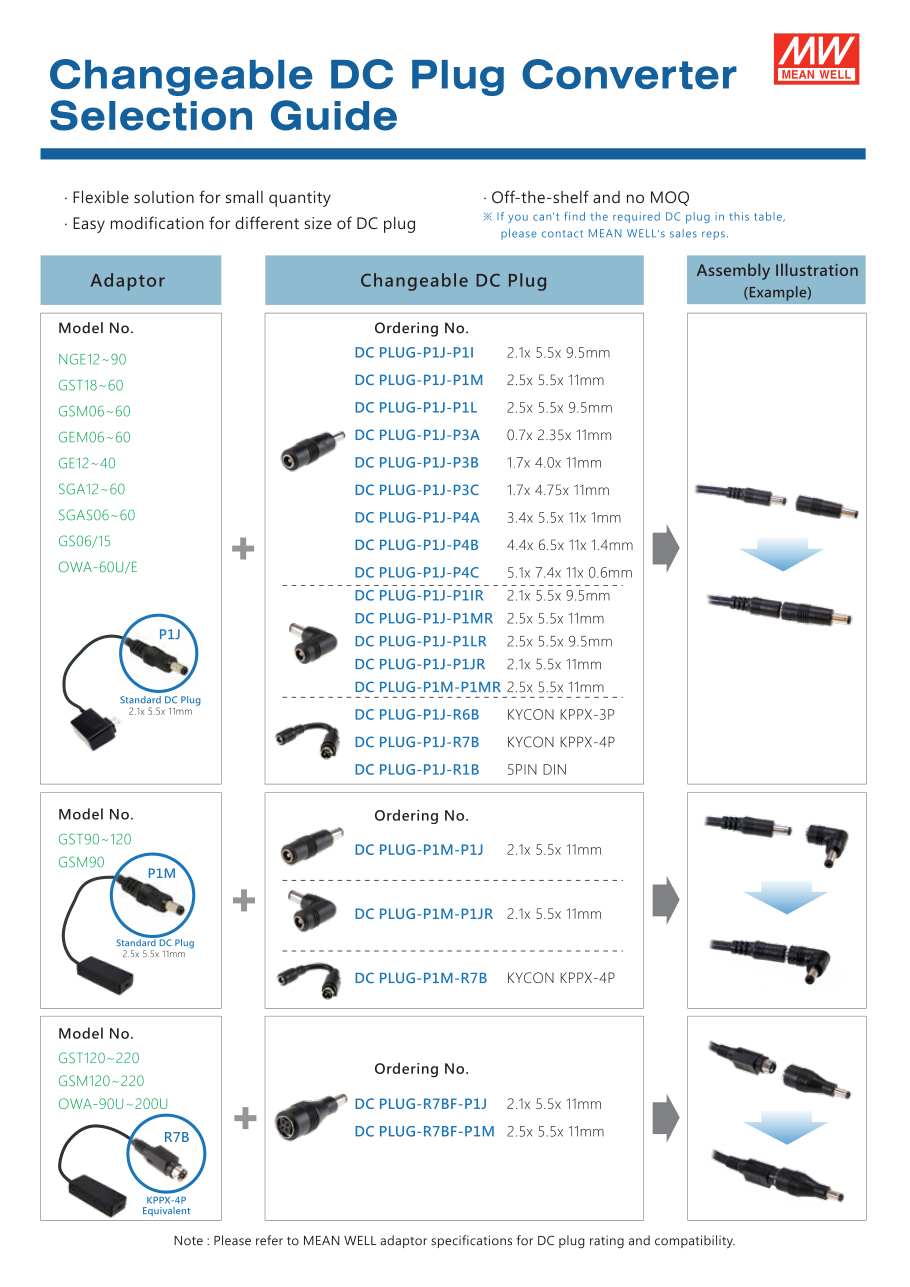 Changeable DC Plug Converter
Selection Guide
MW
MEAN WELL
· Flexible solution for small quantity
· Easy modification for different size of DC plug
· Off-the-shelf and no MOQ
※ If you can't find the required DC plug in this table,
please contact MEAN WELL's sales reps.
Adaptor
Changeable DC Plug
Assembly Illustration
(Example)
Model No.
NGE12~90
GST18~60
GSM06~60
GEM06~60
GE12~40
SGA12~60
SGAS06~60
GS06/15
OWA-60U/E
P1J
Standard DC Plug
2.1x 5.5x 11mm
+
Ordering No.
DC PLUG-P1J-P1I 2.1x 5.5x 9.5mm
DC PLUG-P1J-P1M 2.5x 5.5x 11mm
DC PLUG-P1J-P1L 2.5x 5.5x 9.5mm
DC PLUG-P1J-P3A 0.7x 2.35x 11mm
DC PLUG-P1J-P3B 1.7x 4.0x 11mm
DC PLUG-P1J-P3C 1.7x 4.75x 11mm
DC PLUG-P1J-P4A 3.4x 5.5x 11x 1mm
DC PLUG-P1J-P4B 4.4x 6.5x 11x 1.4mm
DC PLUG-P1J-P4C 5.1x 7.4x 11x 0.6mm
DC PLUG-P1J-P1IR 2.1x 5.5x 9.5mm
DC PLUG-P1J-P1MR 2.5x 5.5x 11mm
DC PLUG-P1J-P1LR 2.5x 5.5x 9.5mm
DC PLUG-P1J-P1JR 2.1x 5.5x 11mm
DC PLUG-P1M-P1MR 2.5x 5.5x 11mm
DC PLUG-P1J-R6B KYCON KPPX-3P
DC PLUG-P1J-R7B KYCON KPPX-4P
DC PLUG-P1J-R1B 5PIN DIN
Model No.
GST90~120
GSM90
P1M
Standard DC Plug
2.5x 5.5x 11mm
+
Ordering No.
DC PLUG-P1M-P1J 2.1x 5.5x 11mm
DC PLUG-P1M-P1JR 2.1x 5.5x 11mm
DC PLUG-P1M-R7B KYCON KPPX-4P
Model No.
GST120~220
GSM120~220
OWA-90U~200U
R7B
KPPX-4P
Equivalent
+
Ordering No.
DC PLUG-R7BF-P1J 2.1x 5.5x 11mm
DC PLUG-R7BF-P1M 2.5x 5.5x 11mm
Note : Please refer to MEAN WELL adaptor specifications for DC plug rating and compatibility.